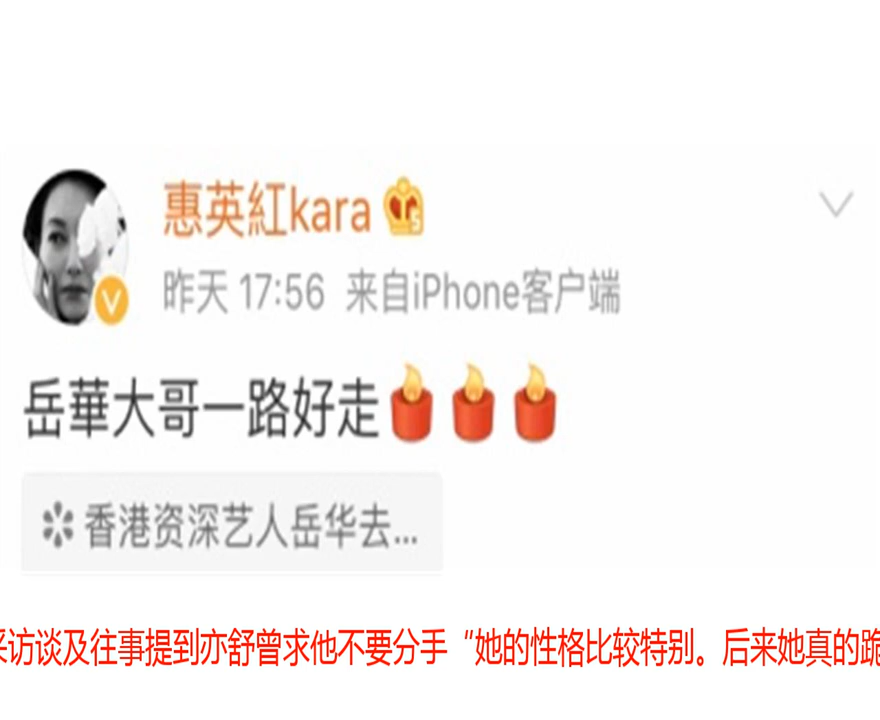 惠英紅kara
昨天 17:56 来自iPhone客户端
岳華大哥一路好走
香港资深艺人岳华去...
采访谈及往事提到亦舒曾求他不要分手“她的性格比较特别。后来她真的跪